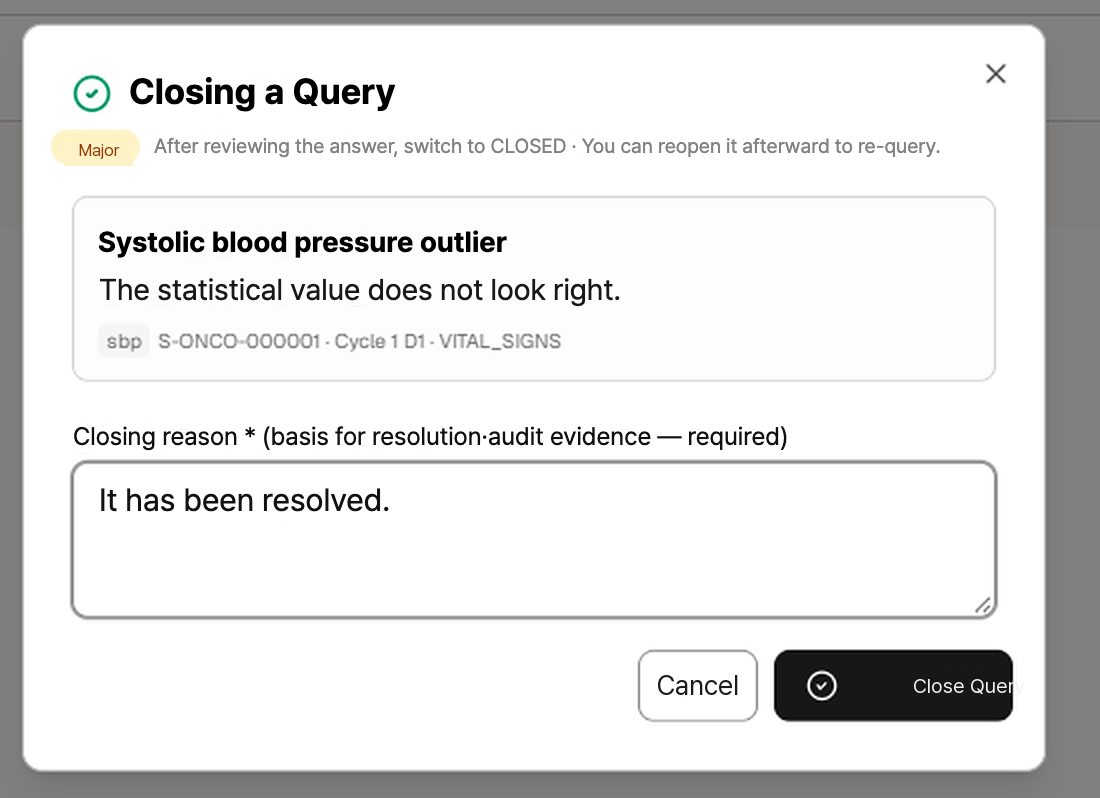 Closing a Query
Major After reviewing the answer, switch to CLOSED · You can reopen it afterward to re-query.
Systolic blood pressure outlier
The statistical value does not look right.
sbp S-ONCO-000001 · Cycle 1 D1 · VITAL_SIGNS
Closing reason * (basis for resolution·audit evidence — required)
It has been resolved.
Cancel Close Query